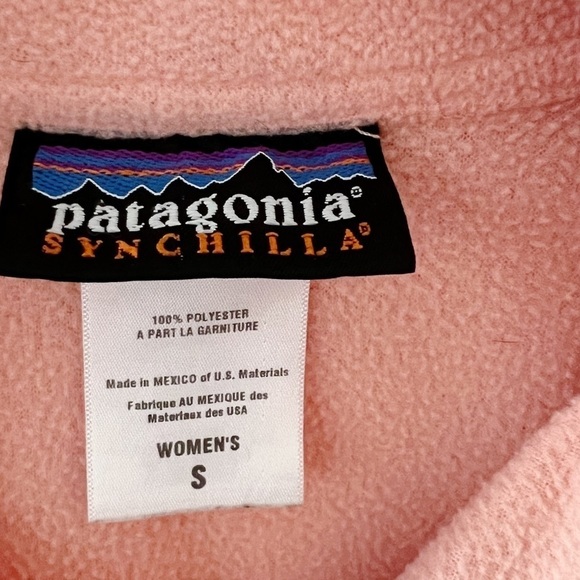 patagonia®
SYNCHILLA®
100% POLYESTER
A PART LA GARNITURE
Made in MEXICO of U.S. Materials
Fabrique AU MEXIQUE des
Materiaux des USA
WOMEN'S
S